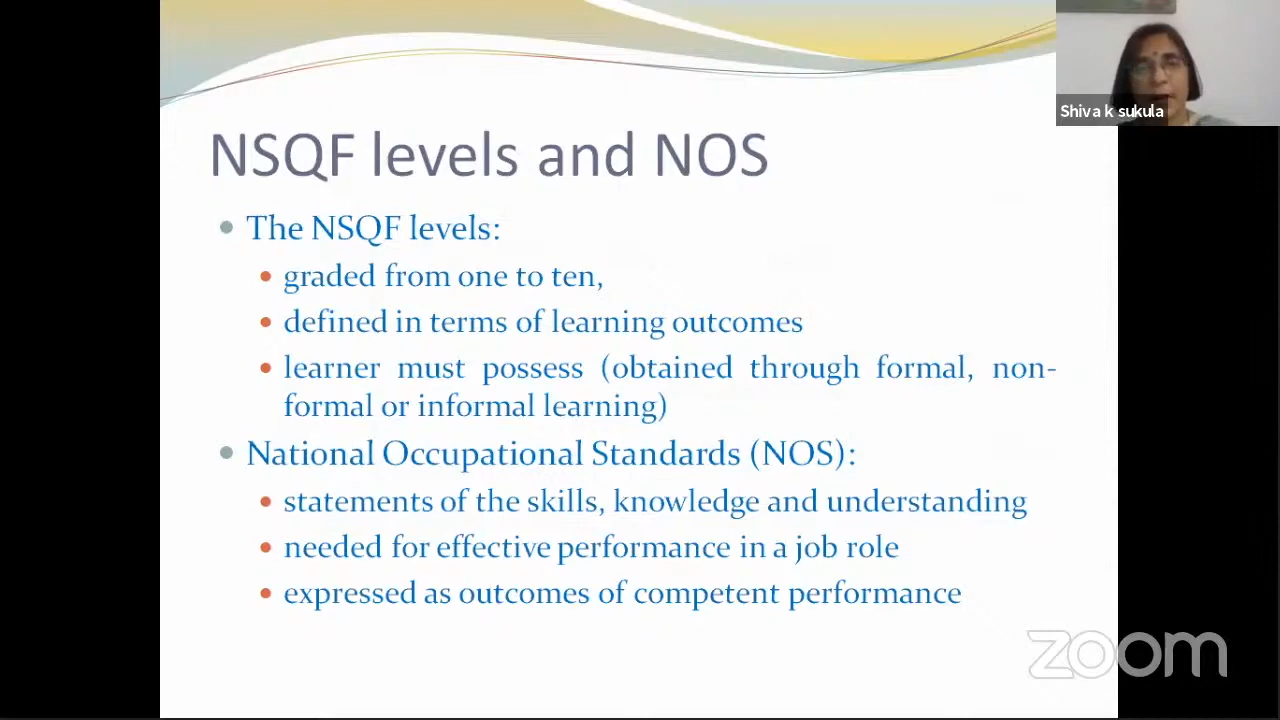 Shiva k sukula
NSQF levels and NOS
The NSQF levels:
graded from one to ten,
defined in terms of learning outcomes
learner must possess (obtained through formal, non-
formal or informal learning)
National Occupational Standards (NOS):
statements of the skills, knowledge and understanding
needed for effective performance in a job role
expressed as outcomes of competent performance
zoom